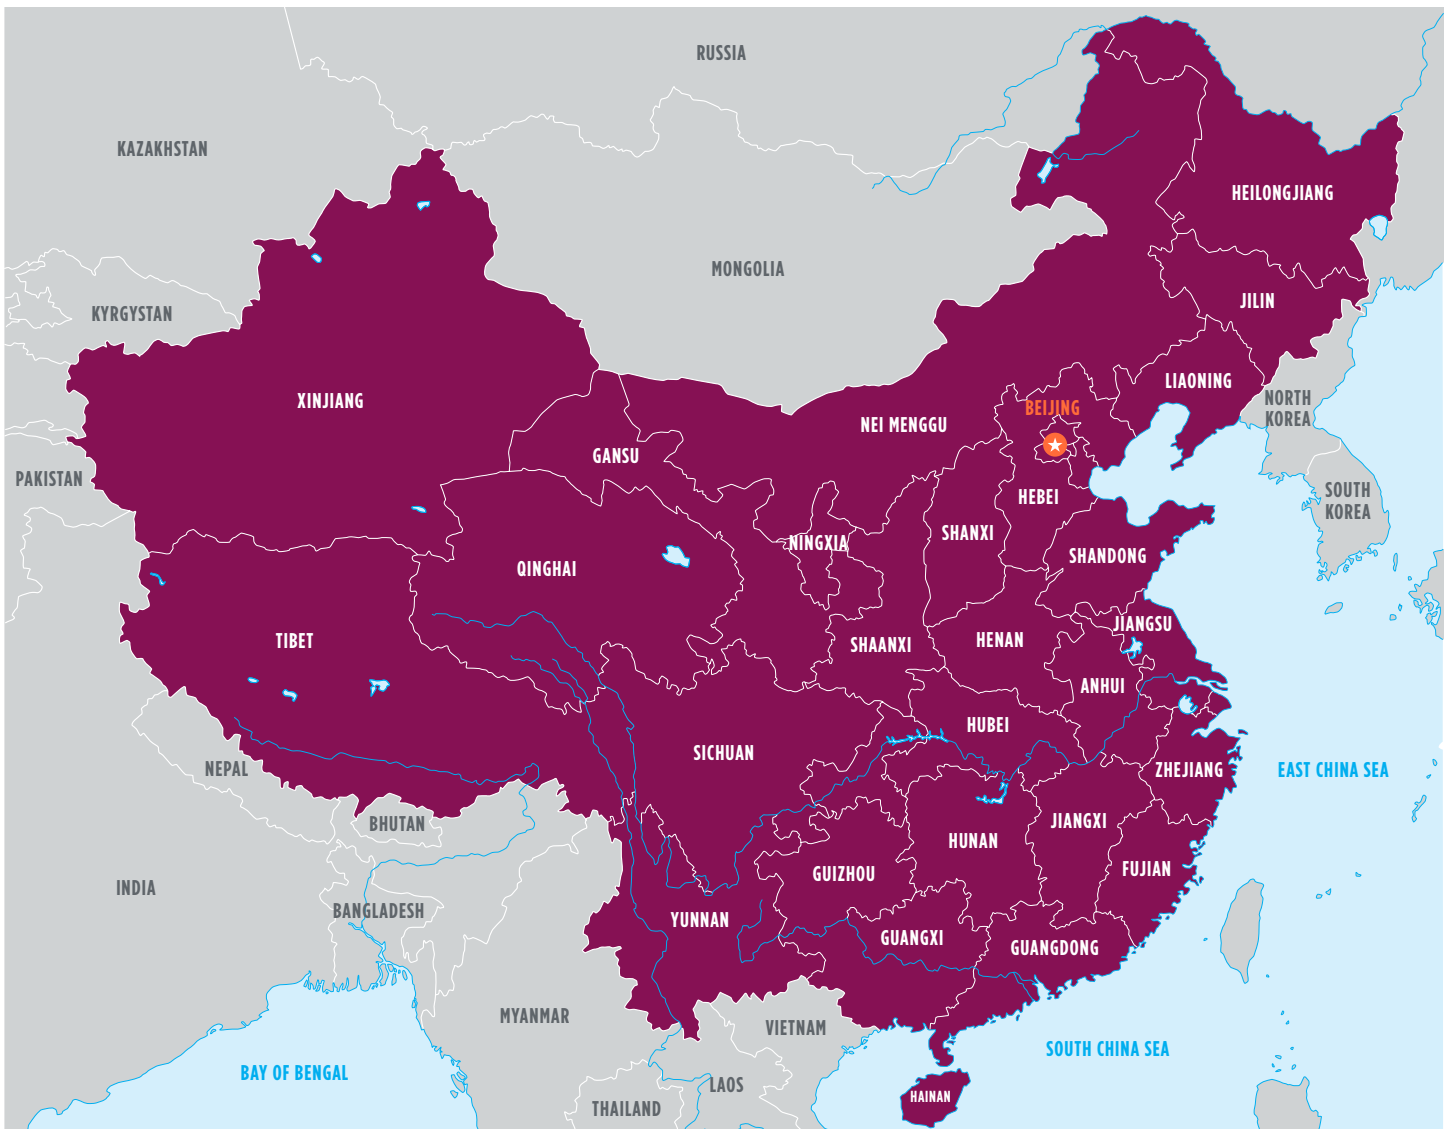 RUSSIA
KAZAKHSTAN
HEILONGJIANG
MONGOLIA
JILIN
KYRGYSTAN
LIAONING
XINJIANG
NORTH
KOREA
BEIJING
NEI MENGGU
GANSU
PAKISTAN
HEBEI
SOUTH
KOREA
SHANXI
NINGXIA
SHANDONG
QINGHAI
JIANGSU
TIBET
HENAN
SHAANXI
ANHUI
HUBEI
SICHUAN
NEPAL
ZHEJIANG
EAST CHINA SEA
BHUTAN
JIANGXI
HUNAN
FUJIAN
GUIZHOU
INDIA
BANGLADESH
YUNNAN
GUANGXI
GUANGDONG
MYANMAR
VIETNAM
SOUTH CHINA SEA
BAY OF BENGAL
LAOS
HAINAN
THAILAND